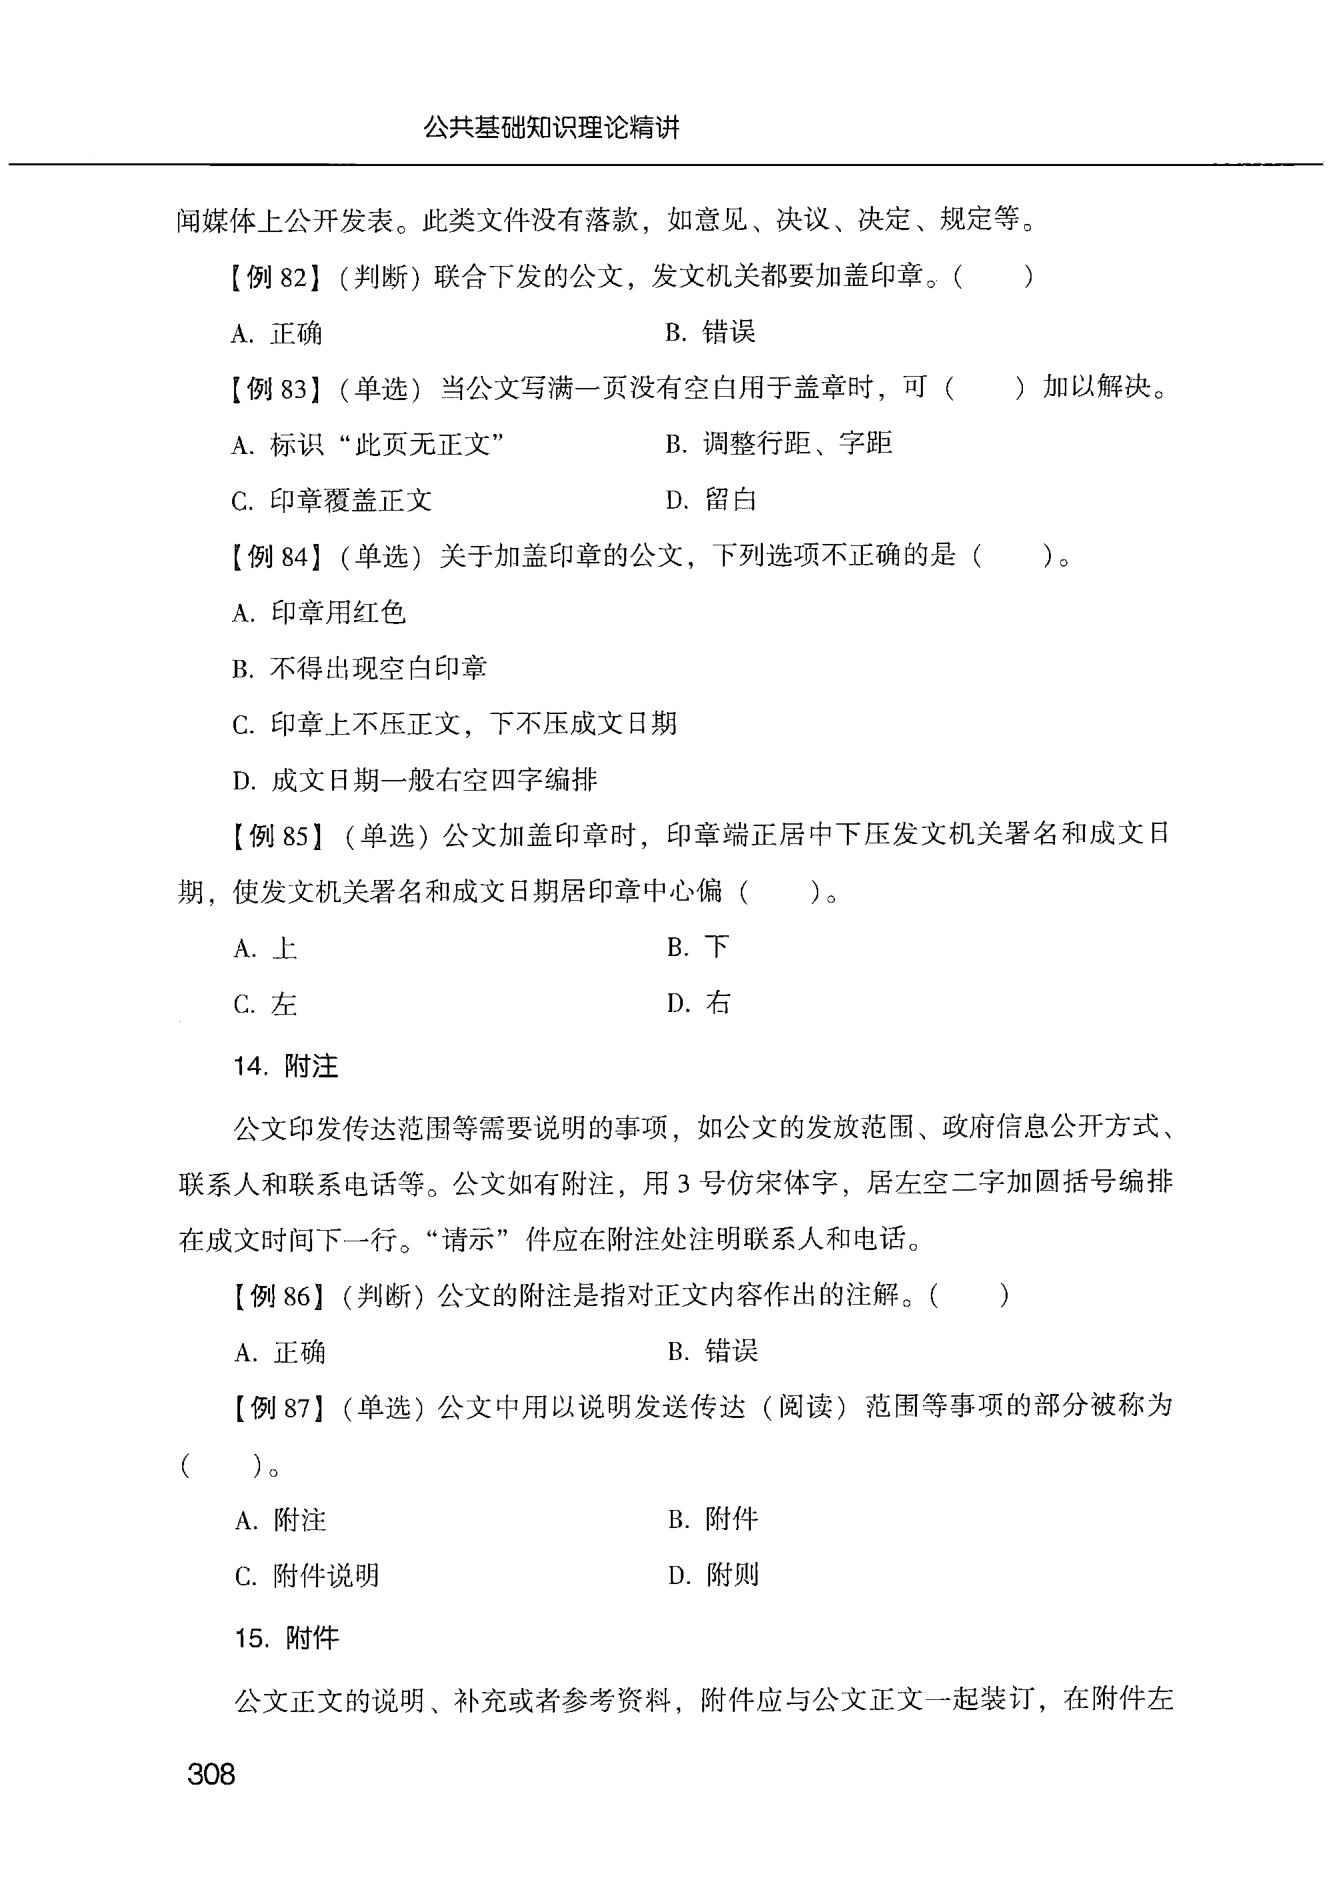 公共基础知识理论精讲
闻媒体上公开发表。此类文件没有落款，如意见、决议、决定、规定等。
【例 82】（判断）联合下发的公文，发文机关都要加盖印章。（　　）
A. 正确　　B. 错误
【例 83】（单选）当公文写满一页没有空白用于盖章时，可（　　）加以解决。
A. 标识“此页无正文”　　B. 调整行距、字距
C. 印章覆盖正文　　D. 留白
【例 84】（单选）关于加盖印章的公文，下列选项不正确的是（　　）。
A. 印章用红色
B. 不得出现空白印章
C. 印章上不压正文，下不压成文日期
D. 成文日期一般右空四字编排
【例 85】（单选）公文加盖印章时，印章端正居中下压发文机关署名和成文日
期，使发文机关署名和成文日期居印章中心偏（　　）。
A. 上　　B. 下
C. 左　　D. 右
14. 附注
公文印发传达范围等需要说明的事项，如公文的发放范围、政府信息公开方式、
联系人和联系电话等。公文如有附注，用 3 号仿宋体字，居左空二字加圆括号编排
在成文时间下一行。“请示”件应在附注处注明联系人和电话。
【例 86】（判断）公文的附注是指对正文内容作出的注解。（　　）
A. 正确　　B. 错误
【例 87】（单选）公文中用以说明发送传达（阅读）范围等事项的部分被称为
（　　）。
A. 附注　　B. 附件
C. 附件说明　　D. 附则
15. 附件
公文正文的说明、补充或者参考资料，附件应与公文正文一起装订，在附件左
308